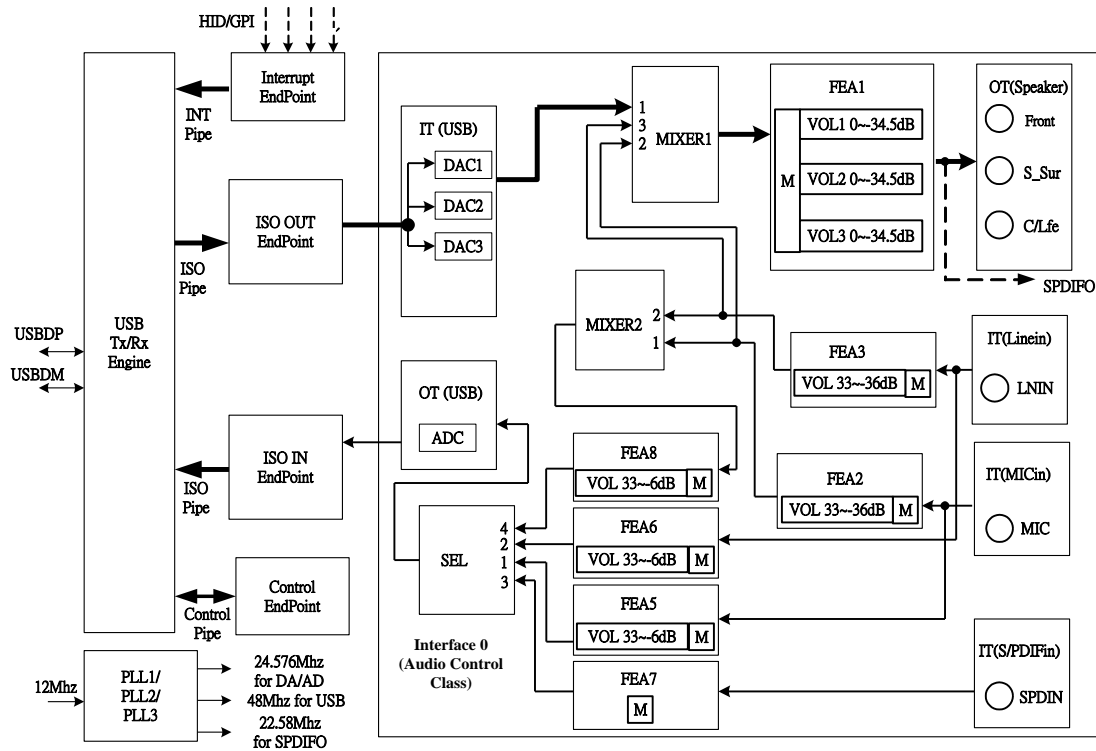 HID/GPI
Interrupt
EndPoint
INT
Pipe
ISO OUT
EndPoint
ISO
Pipe
USB
Tx/Rx
Engine
USBDP
USBDM
ISO IN
EndPoint
ISO
Pipe
Control
EndPoint
Control
Pipe
12Mhz
PLL1/
PLL2/
PLL3
24.576Mhz
for DA/AD
48Mhz for USB
22.58Mhz
for SPDIFO
IT (USB)
DAC1
DAC2
DAC3
OT (USB)
ADC
SEL
4
2
1
3
Interface 0
(Audio Control
Class)
1
3
2
MIXER1
MIXER2
2
1
FEA1
M
VOL1 0~-34.5dB
VOL2 0~-34.5dB
VOL3 0~-34.5dB
OT(Speaker)
Front
S_Sur
C/Lfe
SPDIFO
FEA3
VOL 33~-36dB
M
IT(Linein)
LNIN
FEA8
VOL 33~-6dB
M
FEA2
VOL 33~-36dB
M
IT(MICin)
MIC
FEA6
VOL 33~-6dB
M
FEA5
VOL 33~-6dB
M
FEA7
M
IT(S/PDIFin)
SPDIN